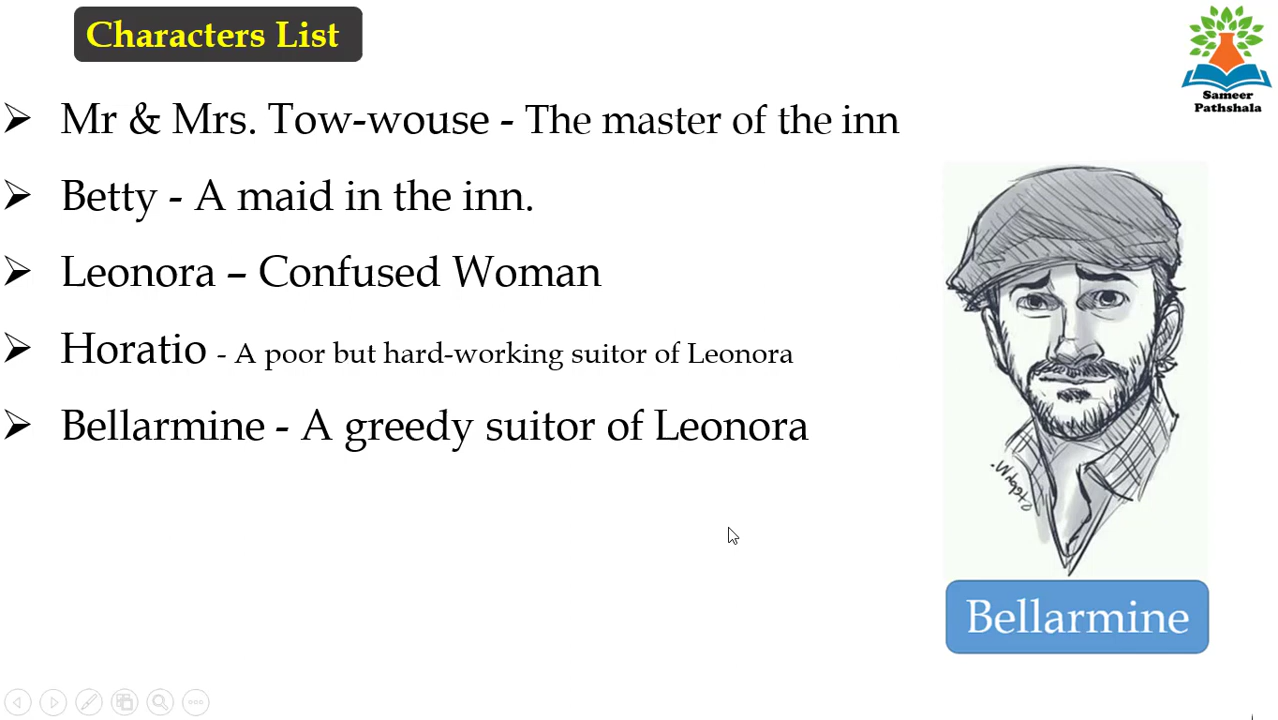 Characters List
Sameer
Pathshala
➢ Mr & Mrs. Tow-wouse - The master of the inn
➢ Betty - A maid in the inn.
➢ Leonora – Confused Woman
➢ Horatio - A poor but hard-working suitor of Leonora
➢ Bellarmine - A greedy suitor of Leonora
Bellarmine